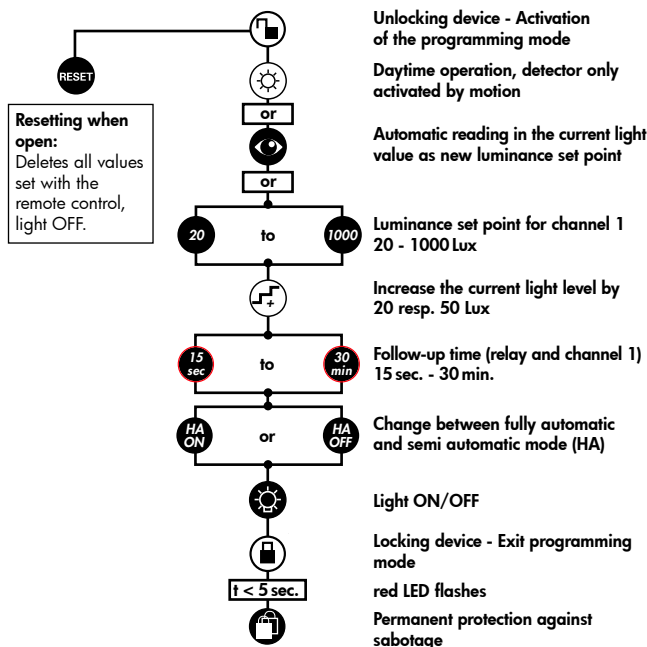 Unlocking device - Activation
of the programming mode
RESET
Daytime operation, detector only
activated by motion
or
Resetting when
open:
Deletes all values
set with the
remote control,
light OFF.
Automatic reading in the current light
value as new luminance set point
or
20 to 1000
Luminance set point for channel 1
20 - 1000 Lux
+
Increase the current light level by
20 resp. 50 Lux
15
sec
to
30
min
Follow-up time (relay and channel 1)
15 sec. - 30 min.
HA
ON
or
HA
OFF
Change between fully automatic
and semi automatic mode (HA)
Light ON/OFF
Locking device - Exit programming
mode
t < 5 sec.
red LED flashes
Permanent protection against
sabotage